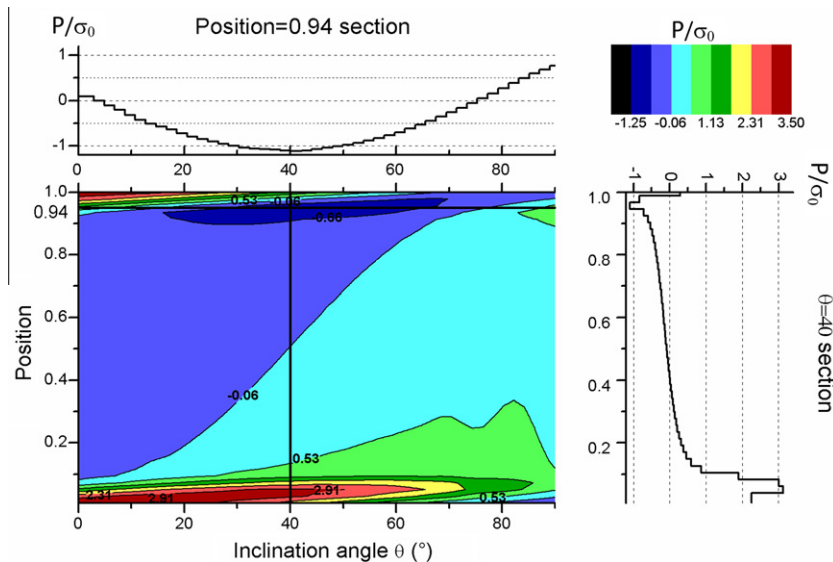 P/σ0
Position=0.94 section
1
0
-1
0 20 40 60 80
P/σ0
-1.25 -0.06 1.13 2.31 3.50
1.0
0.94
0.8
0.6
0.4
0.2
Position
0.53
-0.06
-0.66
-0.06
0.53
2.31
2.91
2.91
0.53
0 20 40 60 80
Inclination angle θ (°)
P/σ0
-1 0 1 2 3
1.0
0.8
0.6
0.4
0.2
θ=40 section